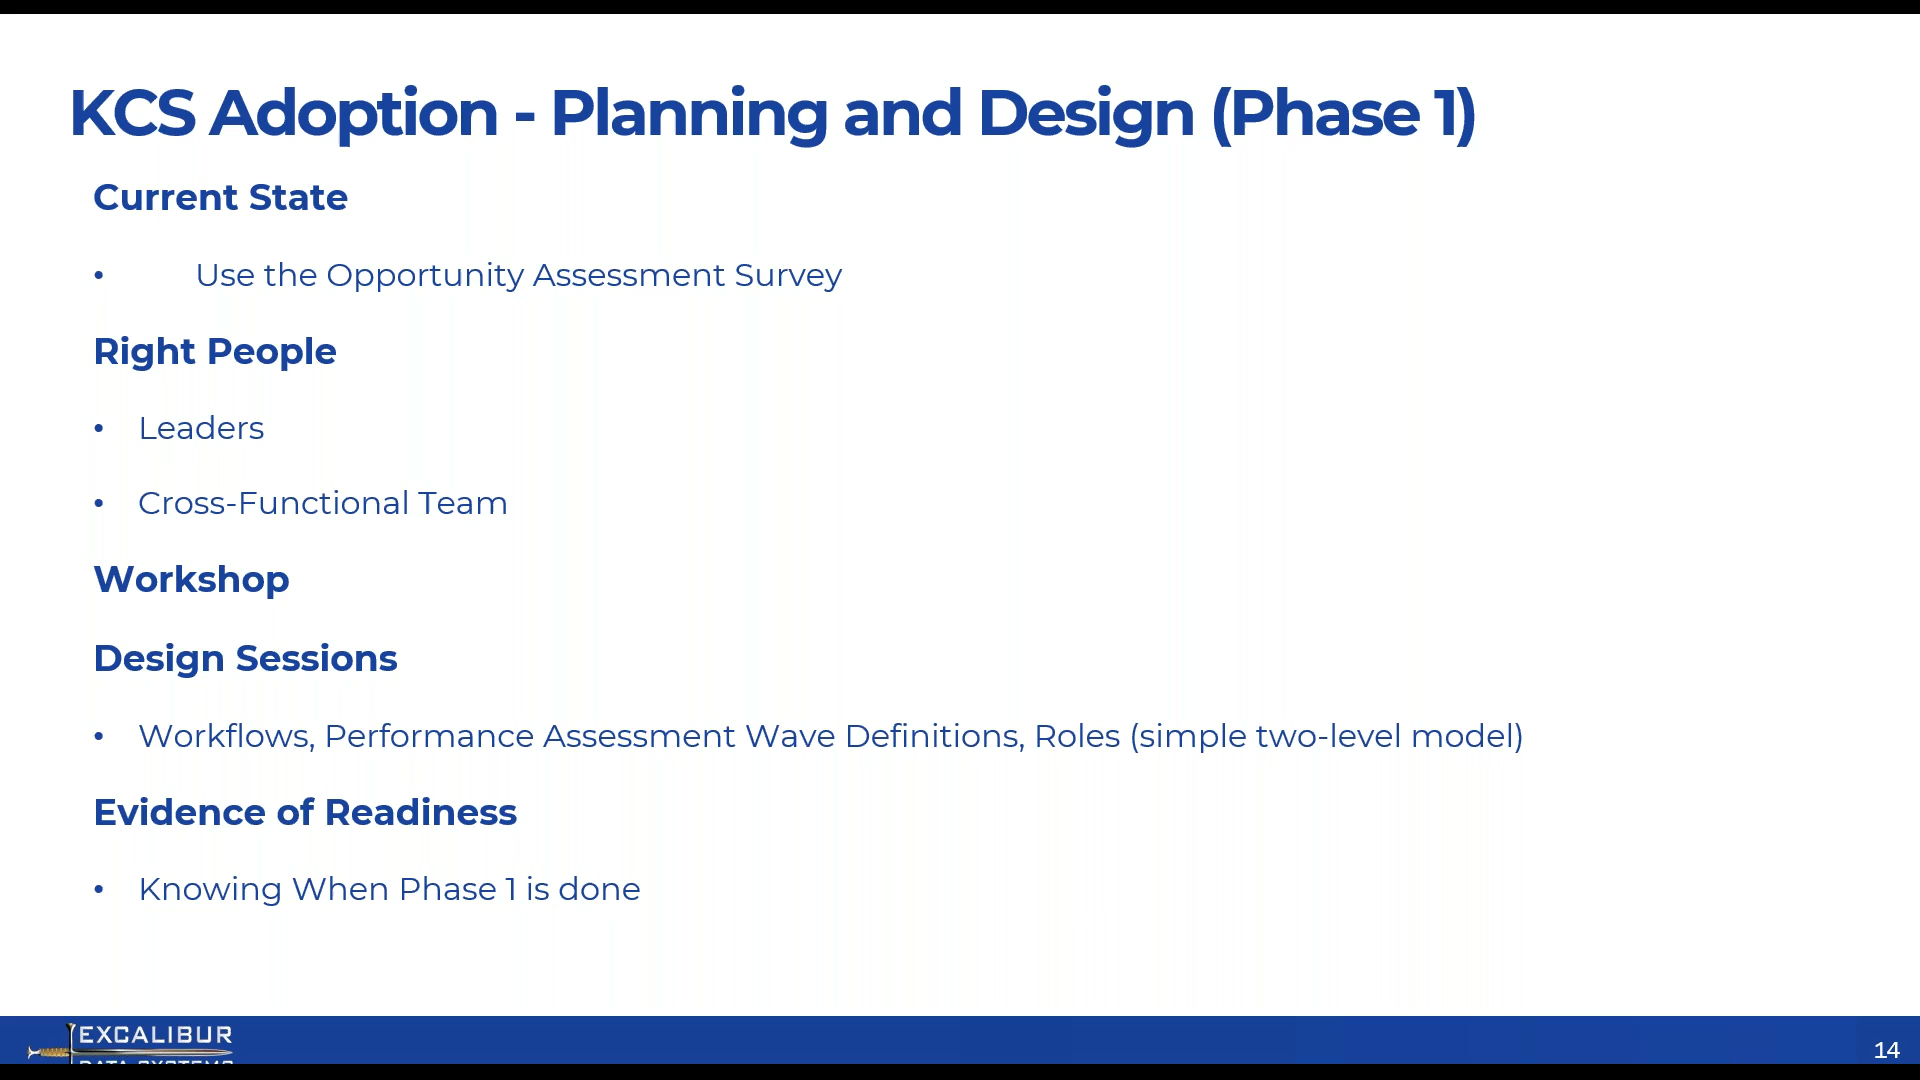 KCS Adoption - Planning and Design (Phase 1)
Current State
• Use the Opportunity Assessment Survey
Right People
• Leaders
• Cross-Functional Team
Workshop
Design Sessions
• Workflows, Performance Assessment Wave Definitions, Roles (simple two-level model)
Evidence of Readiness
• Knowing When Phase 1 is done
EXCALIBUR
DATA SYSTEMS
14